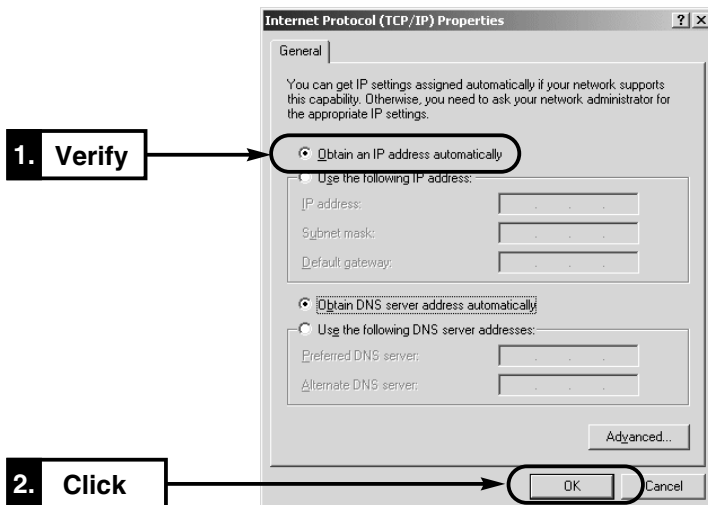 Internet Protocol (TCP/IP) Properties ? ×
General
You can get IP settings assigned automatically if your network supports
this capability. Otherwise, you need to ask your network administrator for
the appropriate IP settings.
1. Verify
Obtain an IP address automatically
Use the following IP address:
IP address:
Subnet mask:
Default gateway:
Obtain DNS server address automatically
Use the following DNS server addresses:
Preferred DNS server:
Alternate DNS server:
Advanced...
2. Click
OK
Cancel